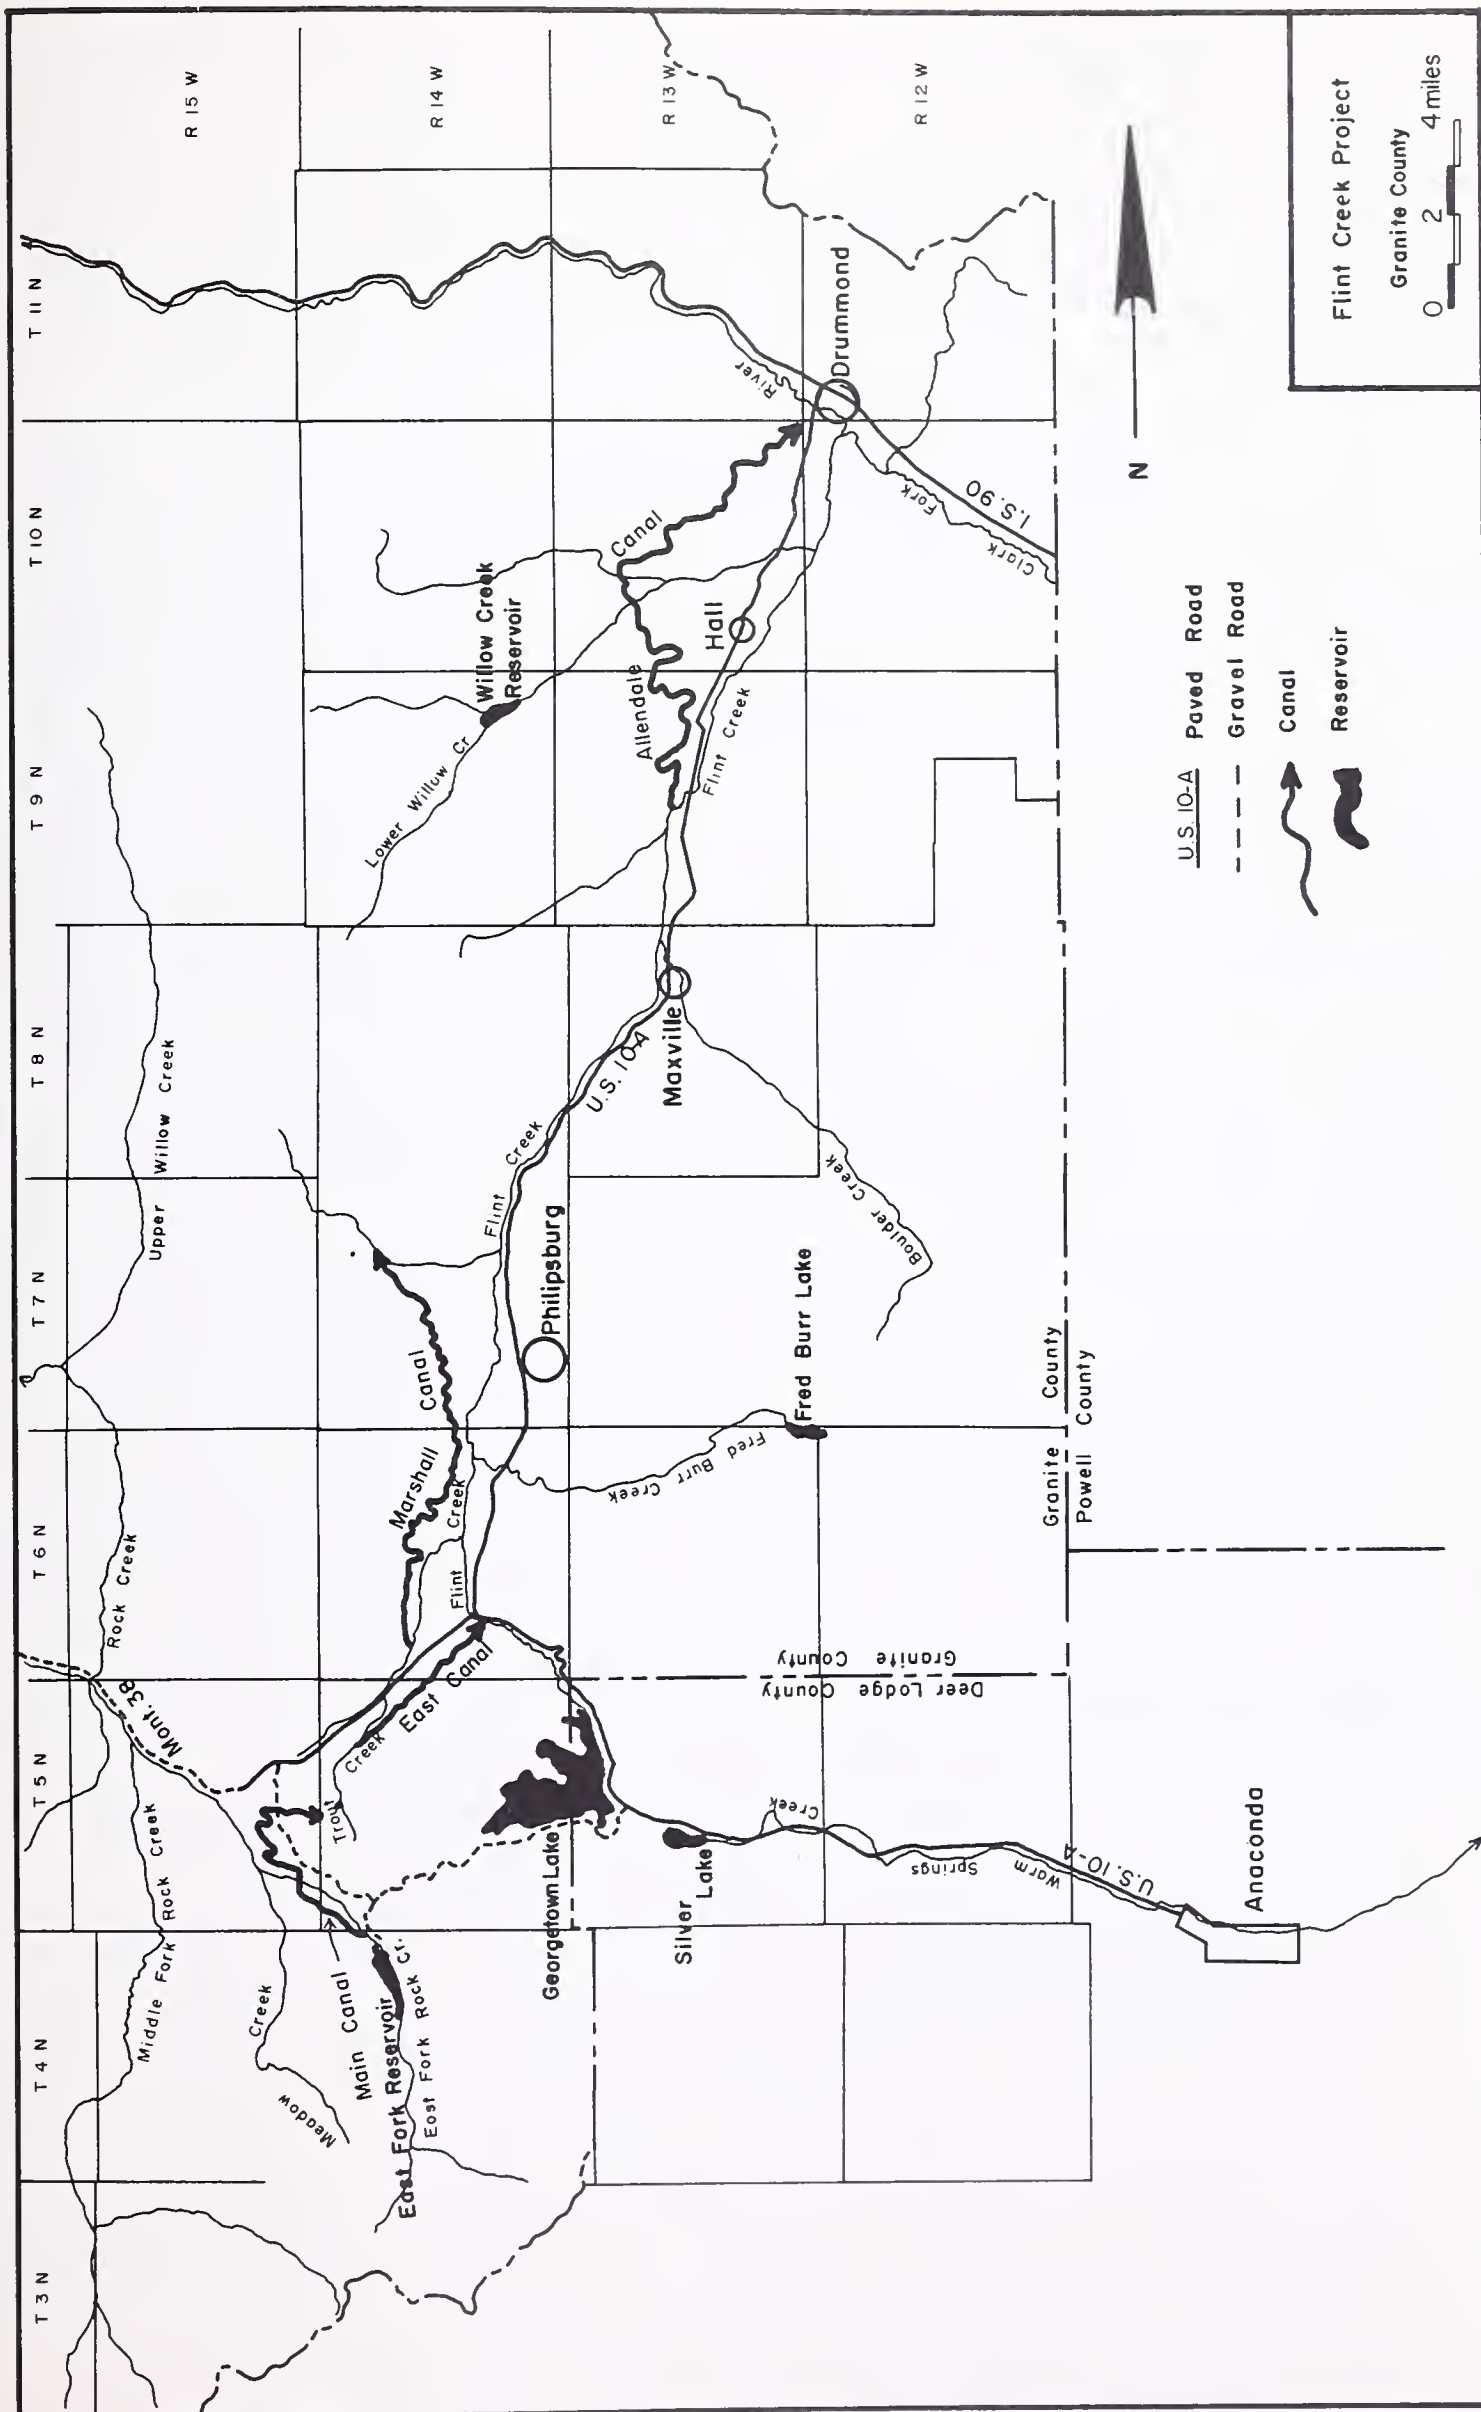 T 3 N
T 4 N
T 5 N
T 6 N
T 7 N
T 8 N
T 9 N
T 10 N
T 11 N
R 15 W
R 14 W
R 13 W
R 12 W
Middle Fork Rock Creek
Meadow Creek
Main Canal
East Fork Reservoir
East Fork Rock Cr.
Mont. 38
Rock Creek
Trout Creek
East Canal
Georgetown Lake
Silver
Lake
Warm Springs Creek
U.S. 10-A
Anaconda
Deer Lodge County
Granite County
Flint Creek
Marshall Canal
Fred Burr Creek
Fred Burr Lake
Philipsburg
Upper Willow Creek
Granite County
Powell County
Flint Creek
Boulder Creek
U.S. 10-A
Maxville
Lower Willow Cr
Willow Creek
Reservoir
Allendale Canal
Flint Creek
Hall
Drummond
Clark Fork River
I.S. 90
N
U.S. 10-A Paved Road
Gravel Road
Canal
Reservoir
Flint Creek Project
Granite County
0 2 4 miles